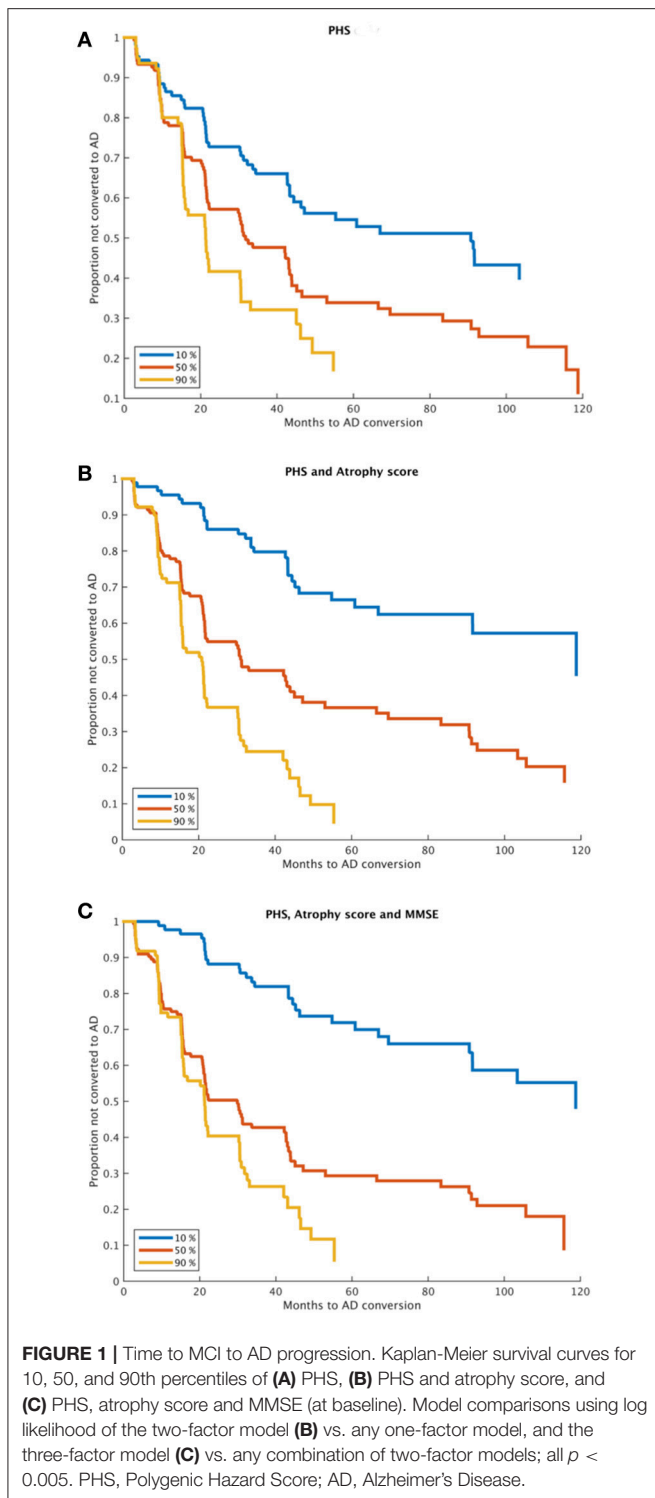 A
PHS
1
0.9
0.8
0.7
0.6
0.5
0.4
0.3
0.2
0.1
Proportion not converted to AD
10 %
50 %
90 %
0 20 40 60 80 100 120
Months to AD conversion
B
PHS and Atrophy score
1
0.9
0.8
0.7
0.6
0.5
0.4
0.3
0.2
0.1
0
Proportion not converted to AD
10 %
50 %
90 %
0 20 40 60 80 100 120
Months to AD conversion
C
PHS, Atrophy score and MMSE
1
0.9
0.8
0.7
0.6
0.5
0.4
0.3
0.2
0.1
0
Proportion not converted to AD
10 %
50 %
90 %
0 20 40 60 80 100 120
Months to AD conversion
FIGURE 1 | Time to MCI to AD progression. Kaplan-Meier survival curves for
10, 50, and 90th percentiles of (A) PHS, (B) PHS and atrophy score, and
(C) PHS, atrophy score and MMSE (at baseline). Model comparisons using log
likelihood of the two-factor model (B) vs. any one-factor model, and the
three-factor model (C) vs. any combination of two-factor models; all p <
0.005. PHS, Polygenic Hazard Score; AD, Alzheimer's Disease.